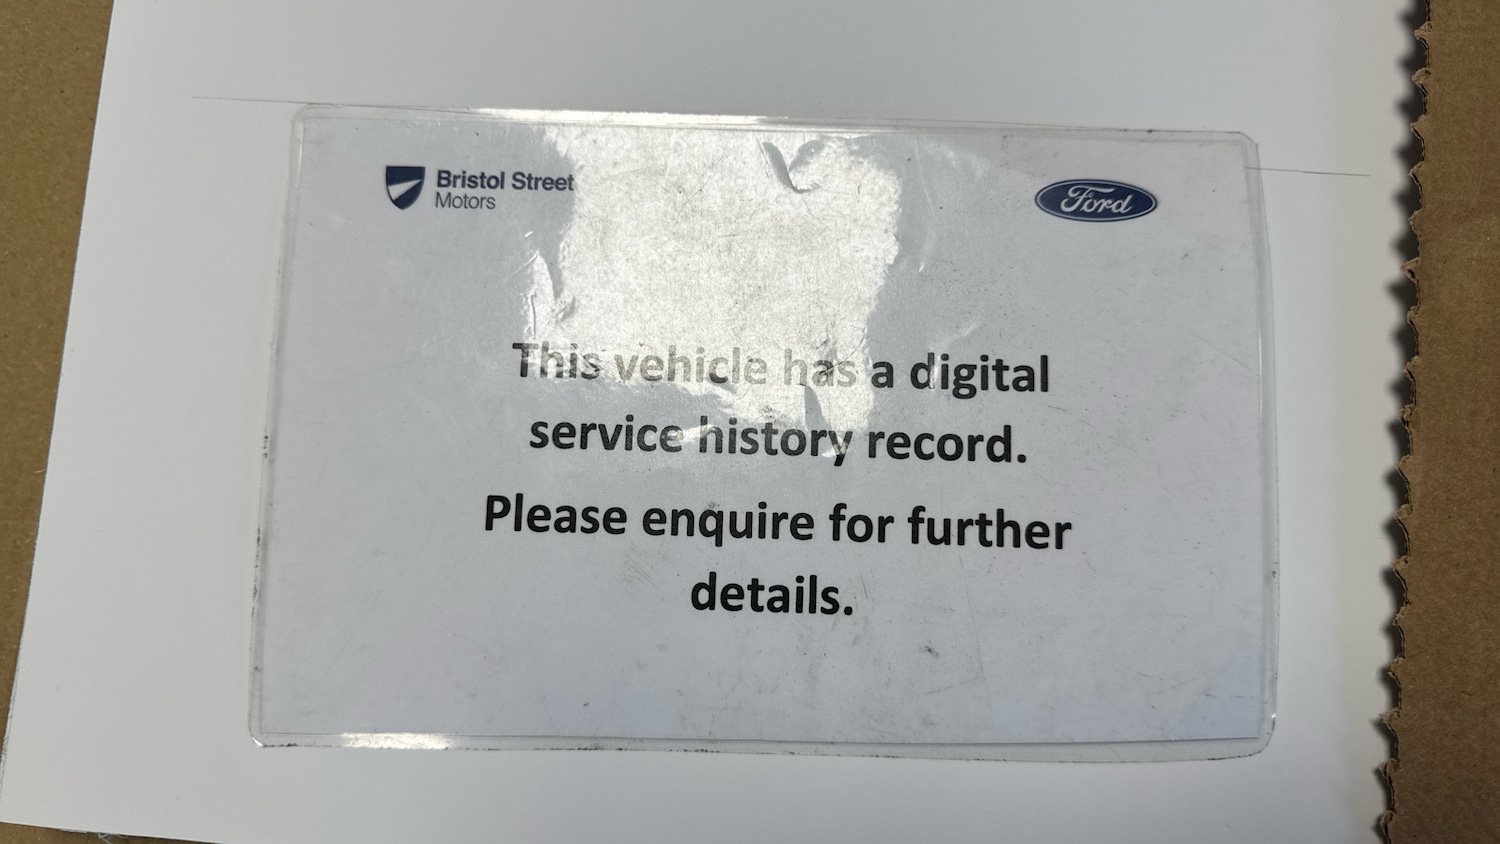 Bristol Street
Motors
Ford
This vehicle has a digital
service history record.
Please enquire for further
details.